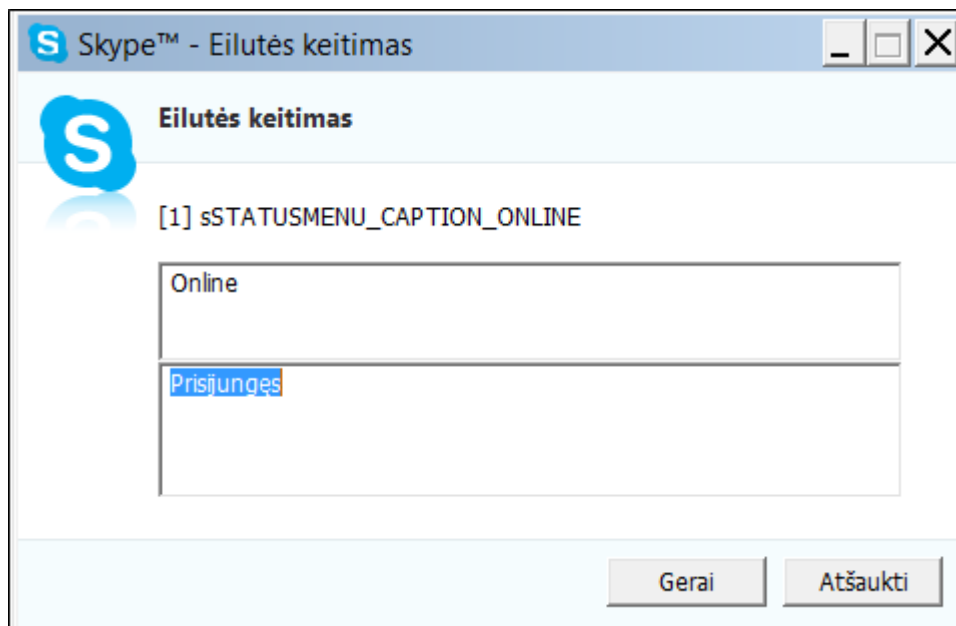 Skype™ - Eilutės keitimas
Eilutės keitimas
[1] sSTATUSMENU_CAPTION_ONLINE
Online
Prisijungęs
Gerai
Atšaukti